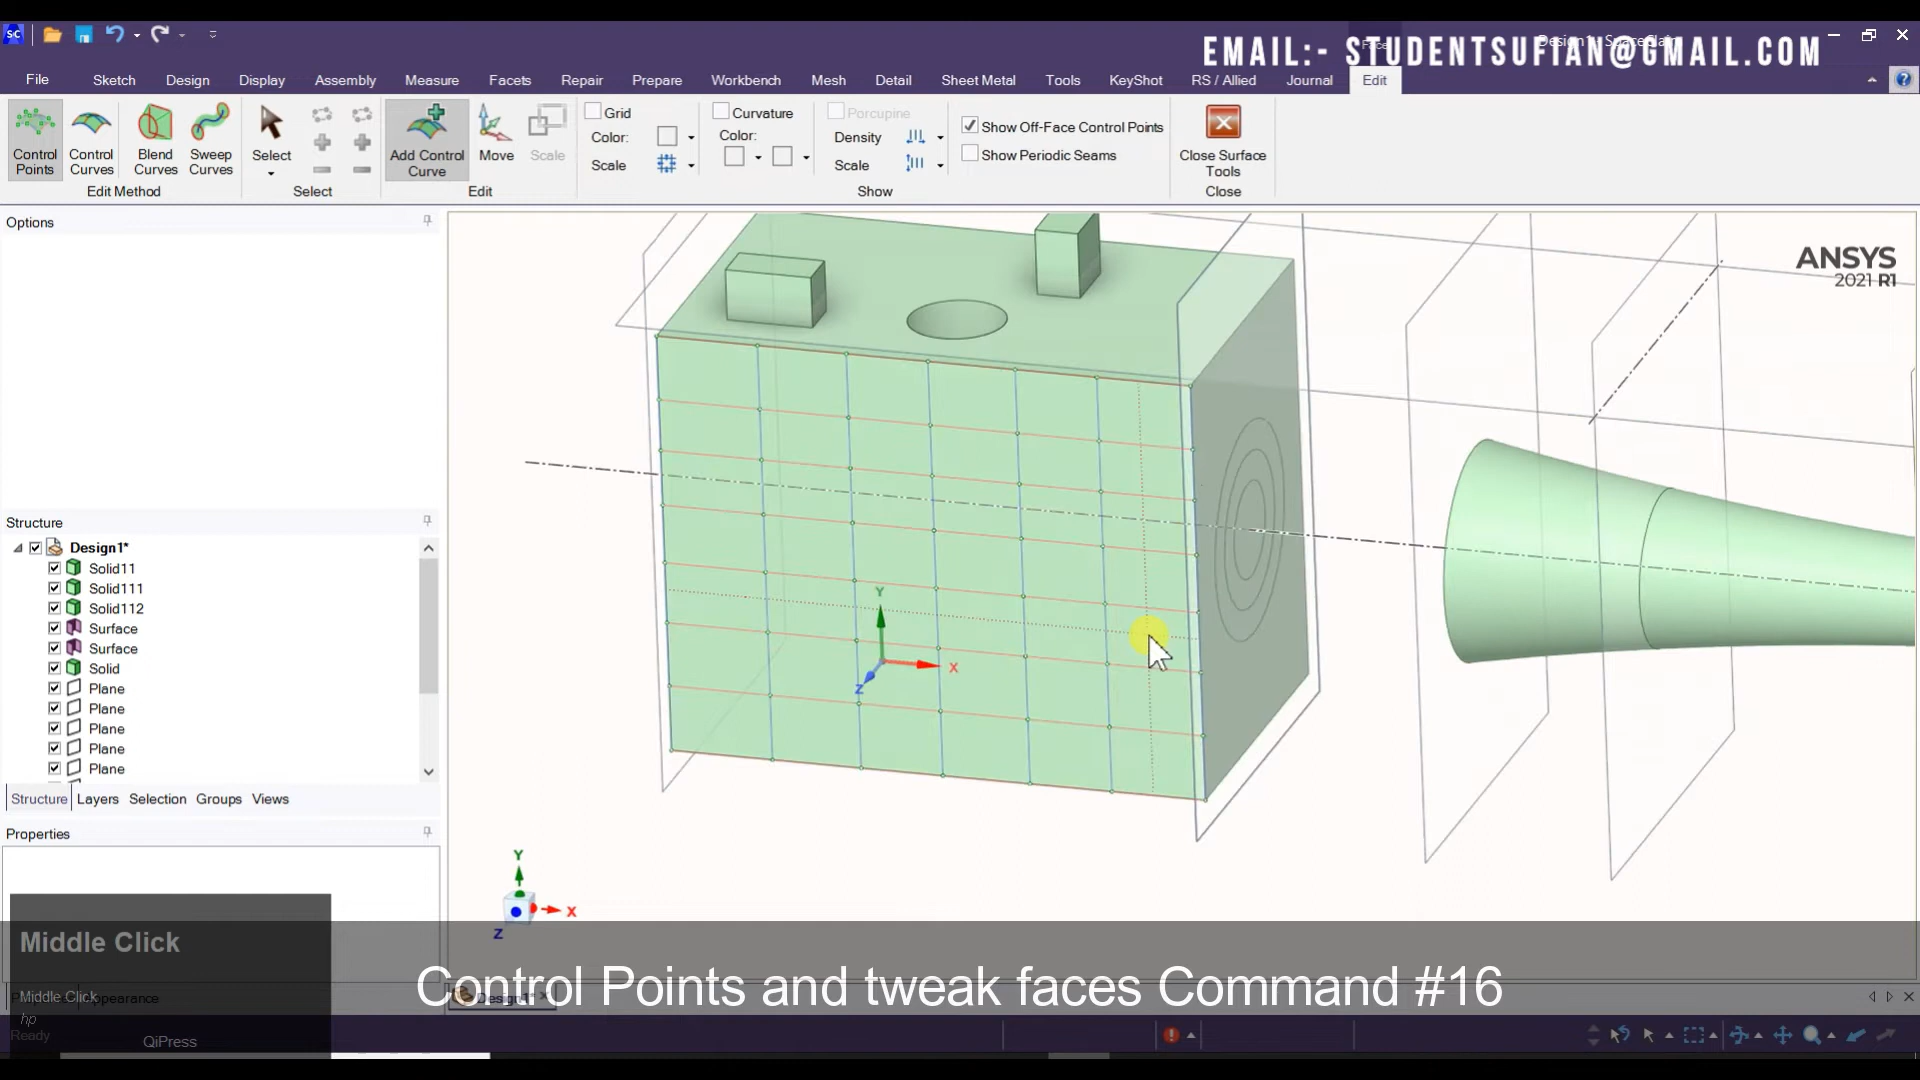 EMAIL:- STUDENTSUFIAN@GMAIL.COM
SC
File Sketch Design Display Assembly Measure Facets Repair Prepare Workbench Mesh Detail Sheet Metal Tools KeyShot RS / Allied Journal Edit
Control Points
Control Curves
Blend Curves
Sweep Curves
Edit Method
Select
Select
Add Control Curve
Move
Scale
Edit
Grid
Color:
Scale
Curvature
Color:
Porcupine
Density
Scale
Show Off-Face Control Points
Show Periodic Seams
Show
Close Surface Tools
Close
Options
ANSYS
2021 R1
Structure
Design1*
Solid11
Solid111
Solid112
Surface
Surface
Solid
Plane
Plane
Plane
Plane
Plane
Structure Layers Selection Groups Views
Properties
Y
X
Z
Y
X
Z
Middle Click
Middle Click
hp
QiPress
Appearance
Design1*
Control Points and tweak faces Command #16
Ready